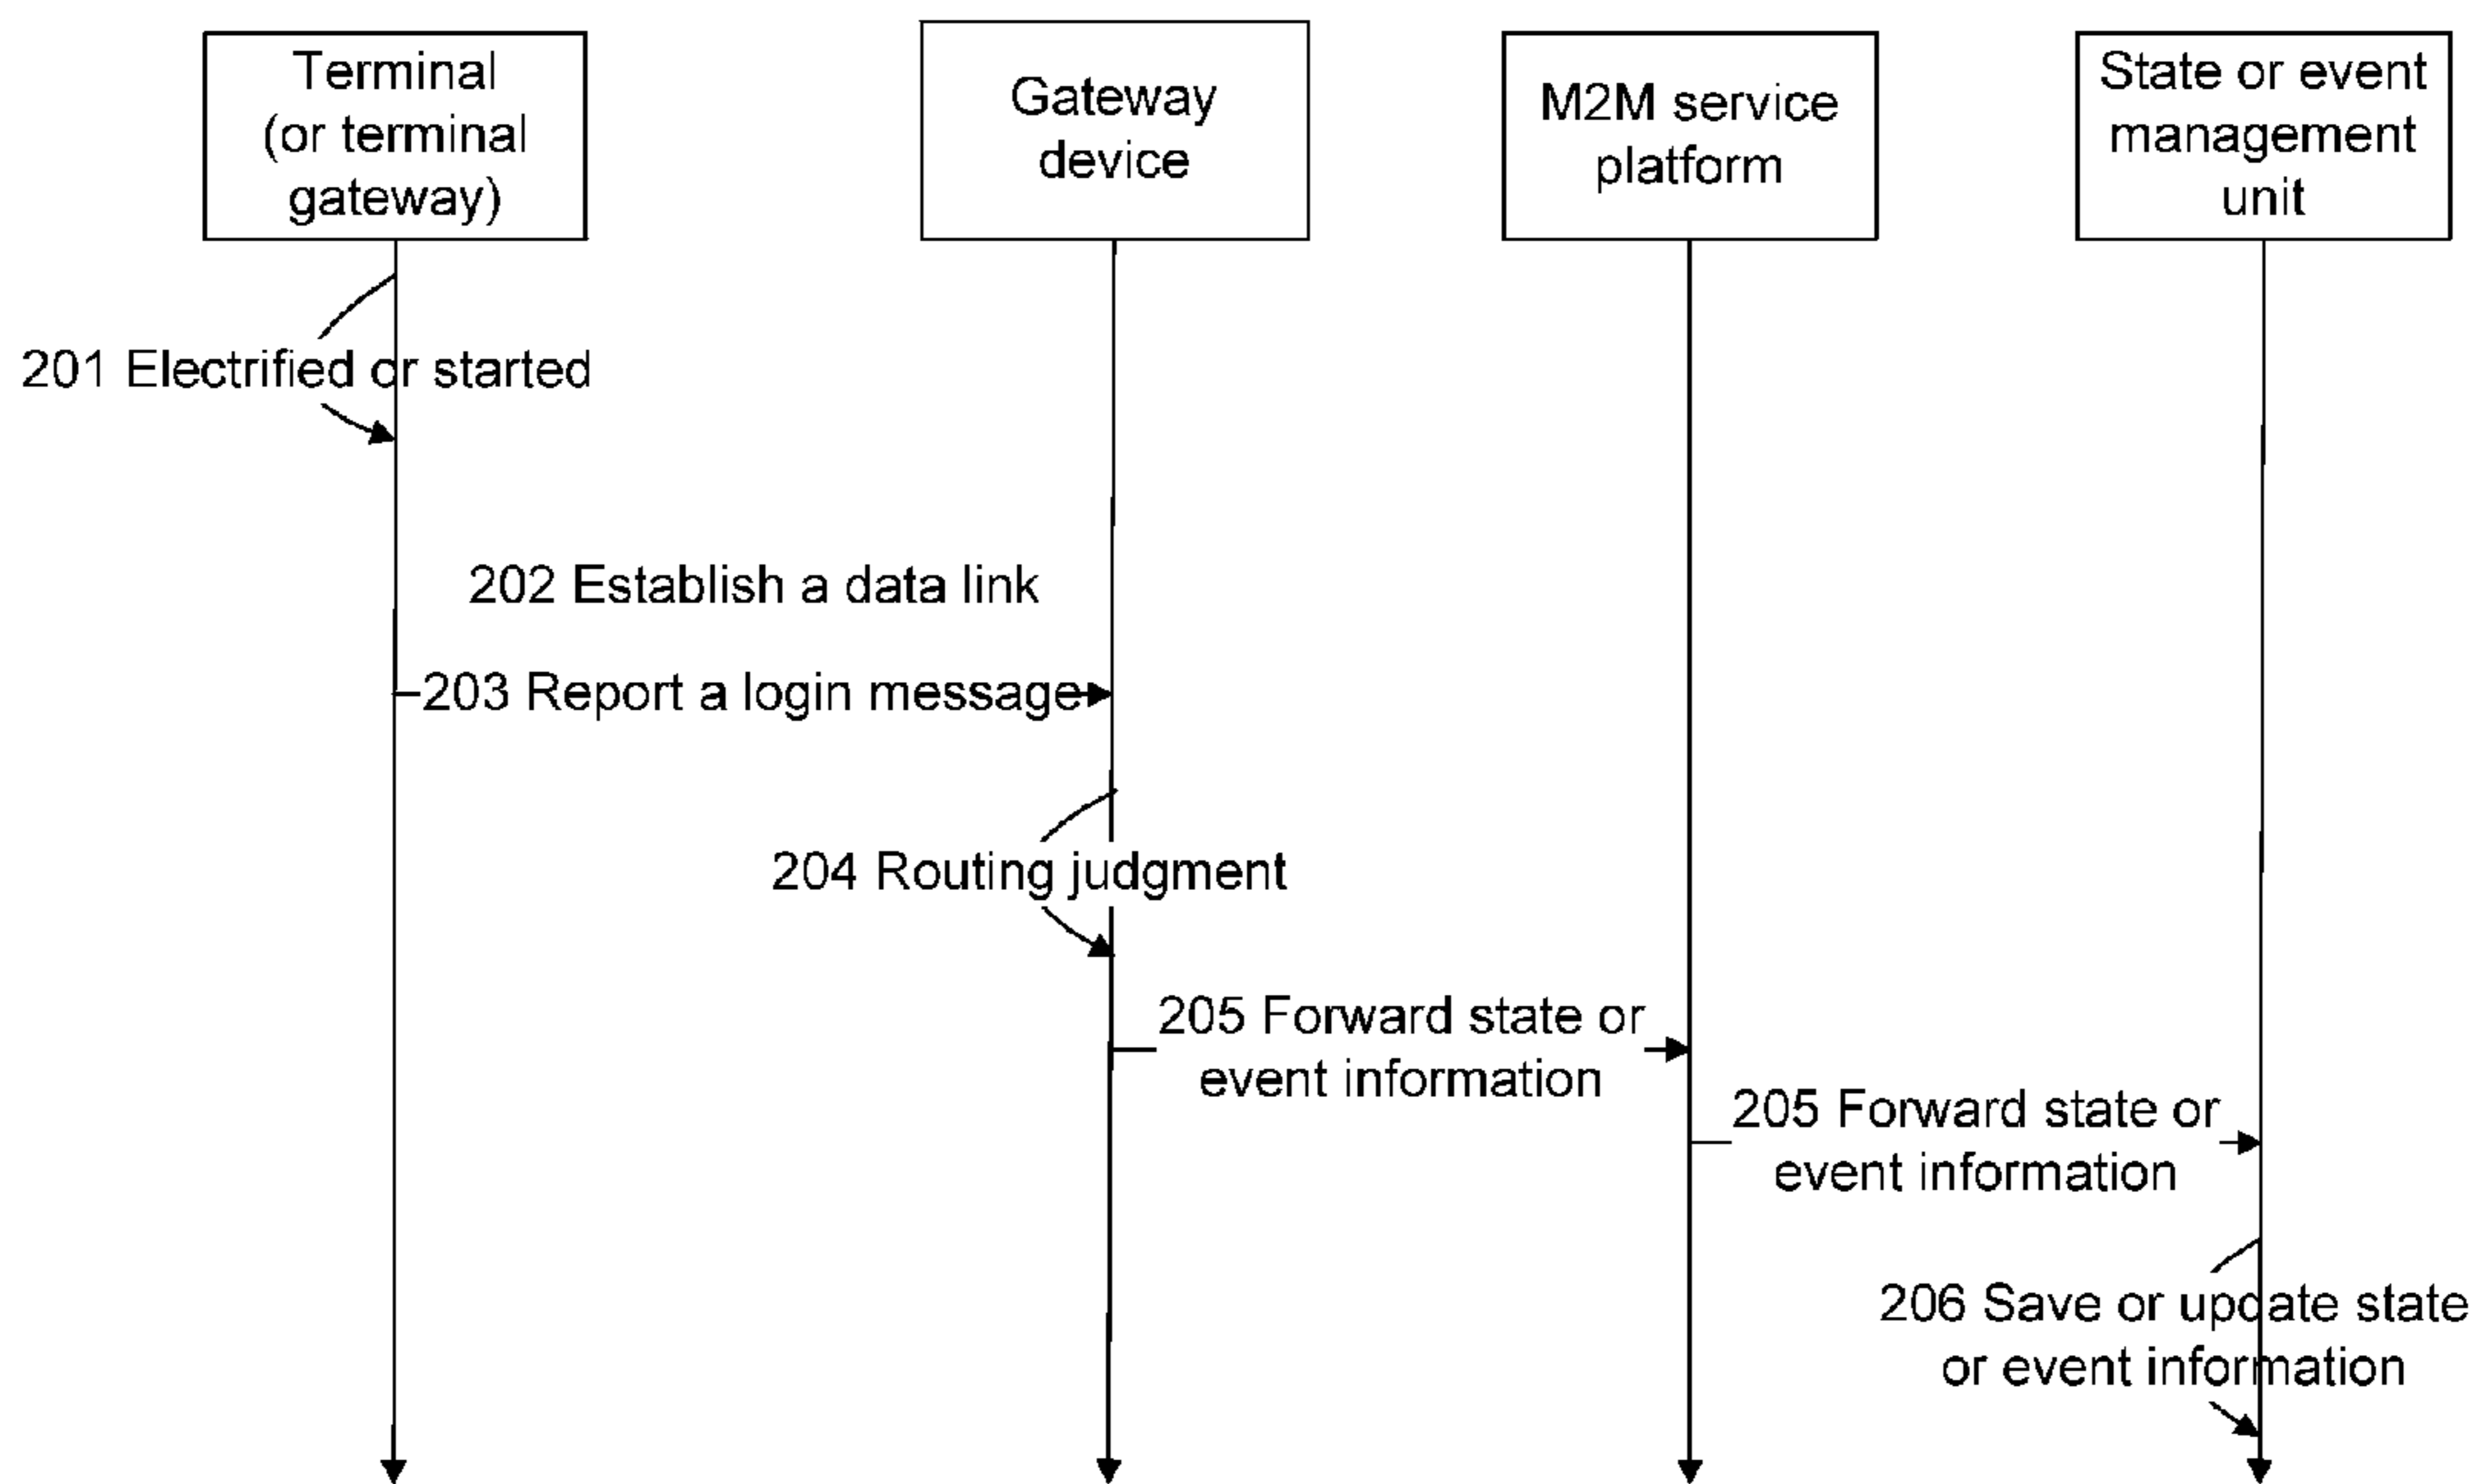 Terminal
(or terminal
gateway)
Gateway
device
M2M service
platform
State or event
management
unit
201 Electrified or started
202 Establish a data link
203 Report a login message
204 Routing judgment
205 Forward state or
event information
205 Forward state or
event information
206 Save or update state
or event information